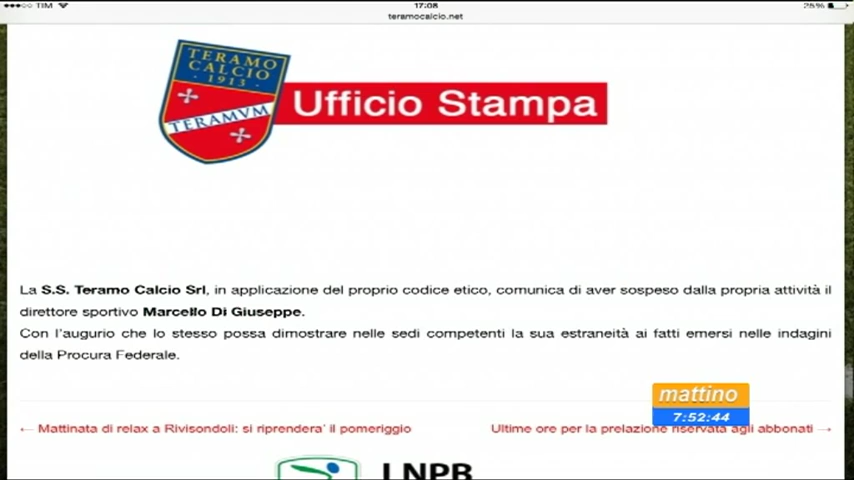 TIM
17:08
25%
teramocalcio.net
TERAMO
CALCIO
1913
TERAMVM
Ufficio Stampa
La S.S. Teramo Calcio Srl, in applicazione del proprio codice etico, comunica di aver sospeso dalla propria attività il
direttore sportivo Marcello Di Giuseppe.
Con l'augurio che lo stesso possa dimostrare nelle sedi competenti la sua estraneità ai fatti emersi nelle indagini
della Procura Federale.
mattino
7:52:44
← Mattinata di relax a Rivisondoli: si riprendera' il pomeriggio
Ultime ore per la prelazione riservata agli abbonati →
LNPB